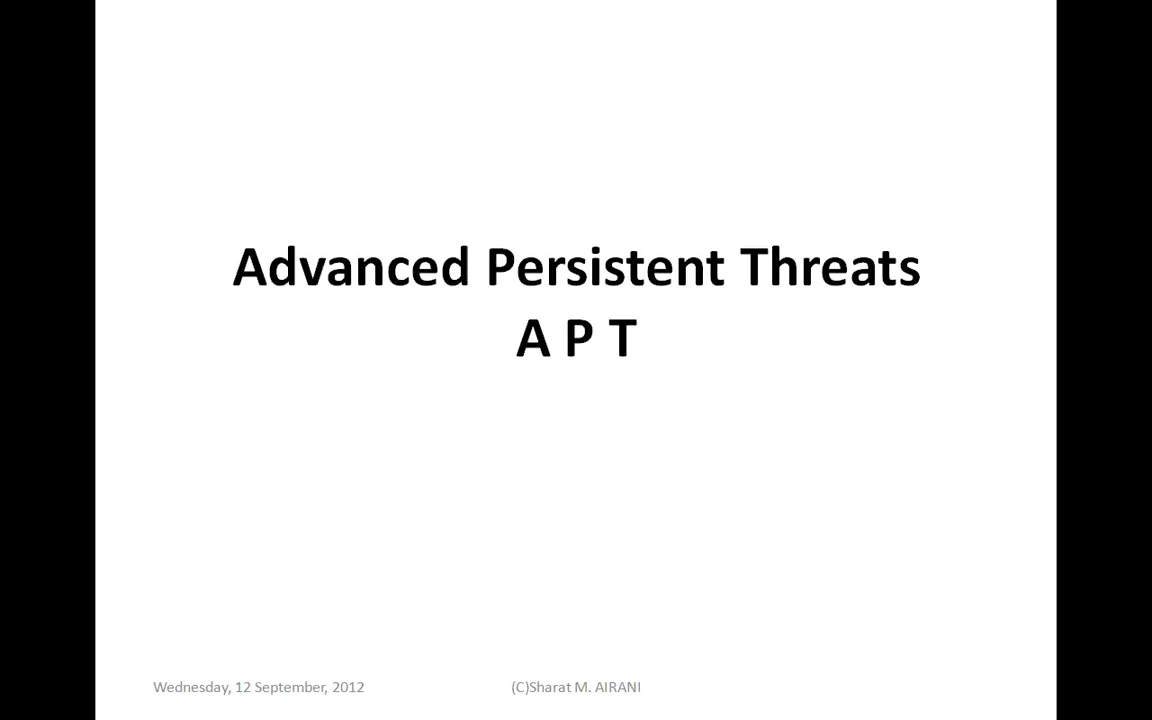 Advanced Persistent Threats
A P T
Wednesday, 12 September, 2012
(C)Sharat M. AIRANI